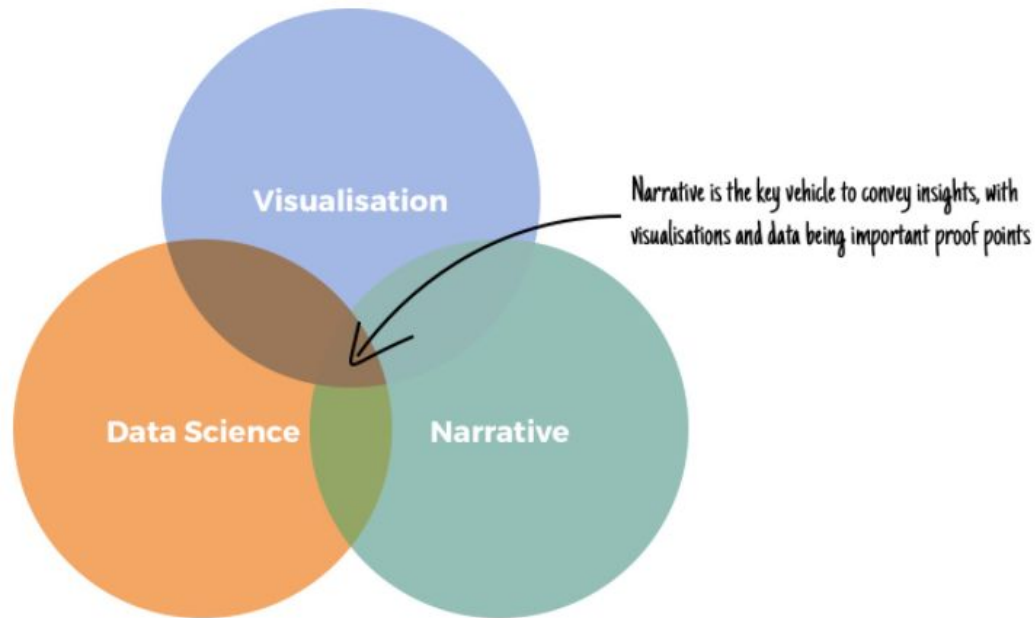 Visualisation
Narrative is the key vehicle to convey insights, with
visualisations and data being important proof points
Data Science
Narrative